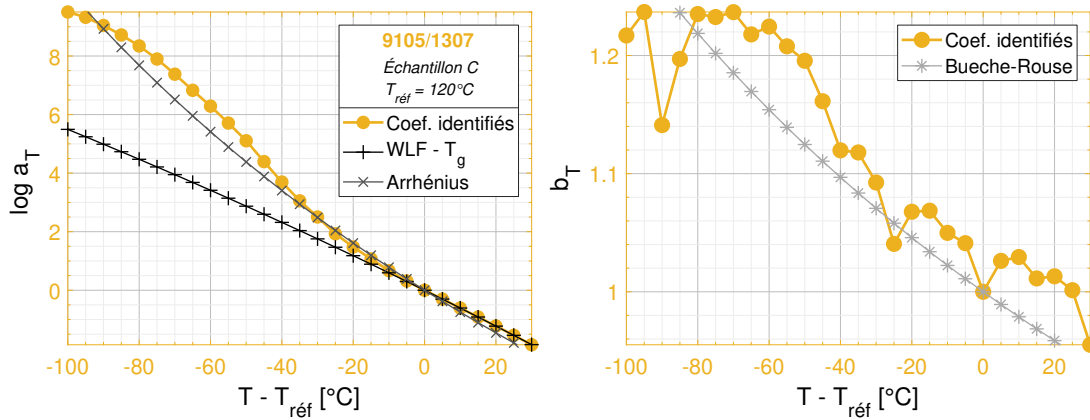 9105/1307
Échantillon C
T_réf = 120°C
Coef. identifiés
WLF - T_g
Arrhénius
log a_T
8
6
4
2
0
-100 -80 -60 -40 -20 0 20
T - T_réf [°C]
Coef. identifiés
Bueche-Rouse
b_T
1.2
1.1
1
-100 -80 -60 -40 -20 0 20
T - T_réf [°C]